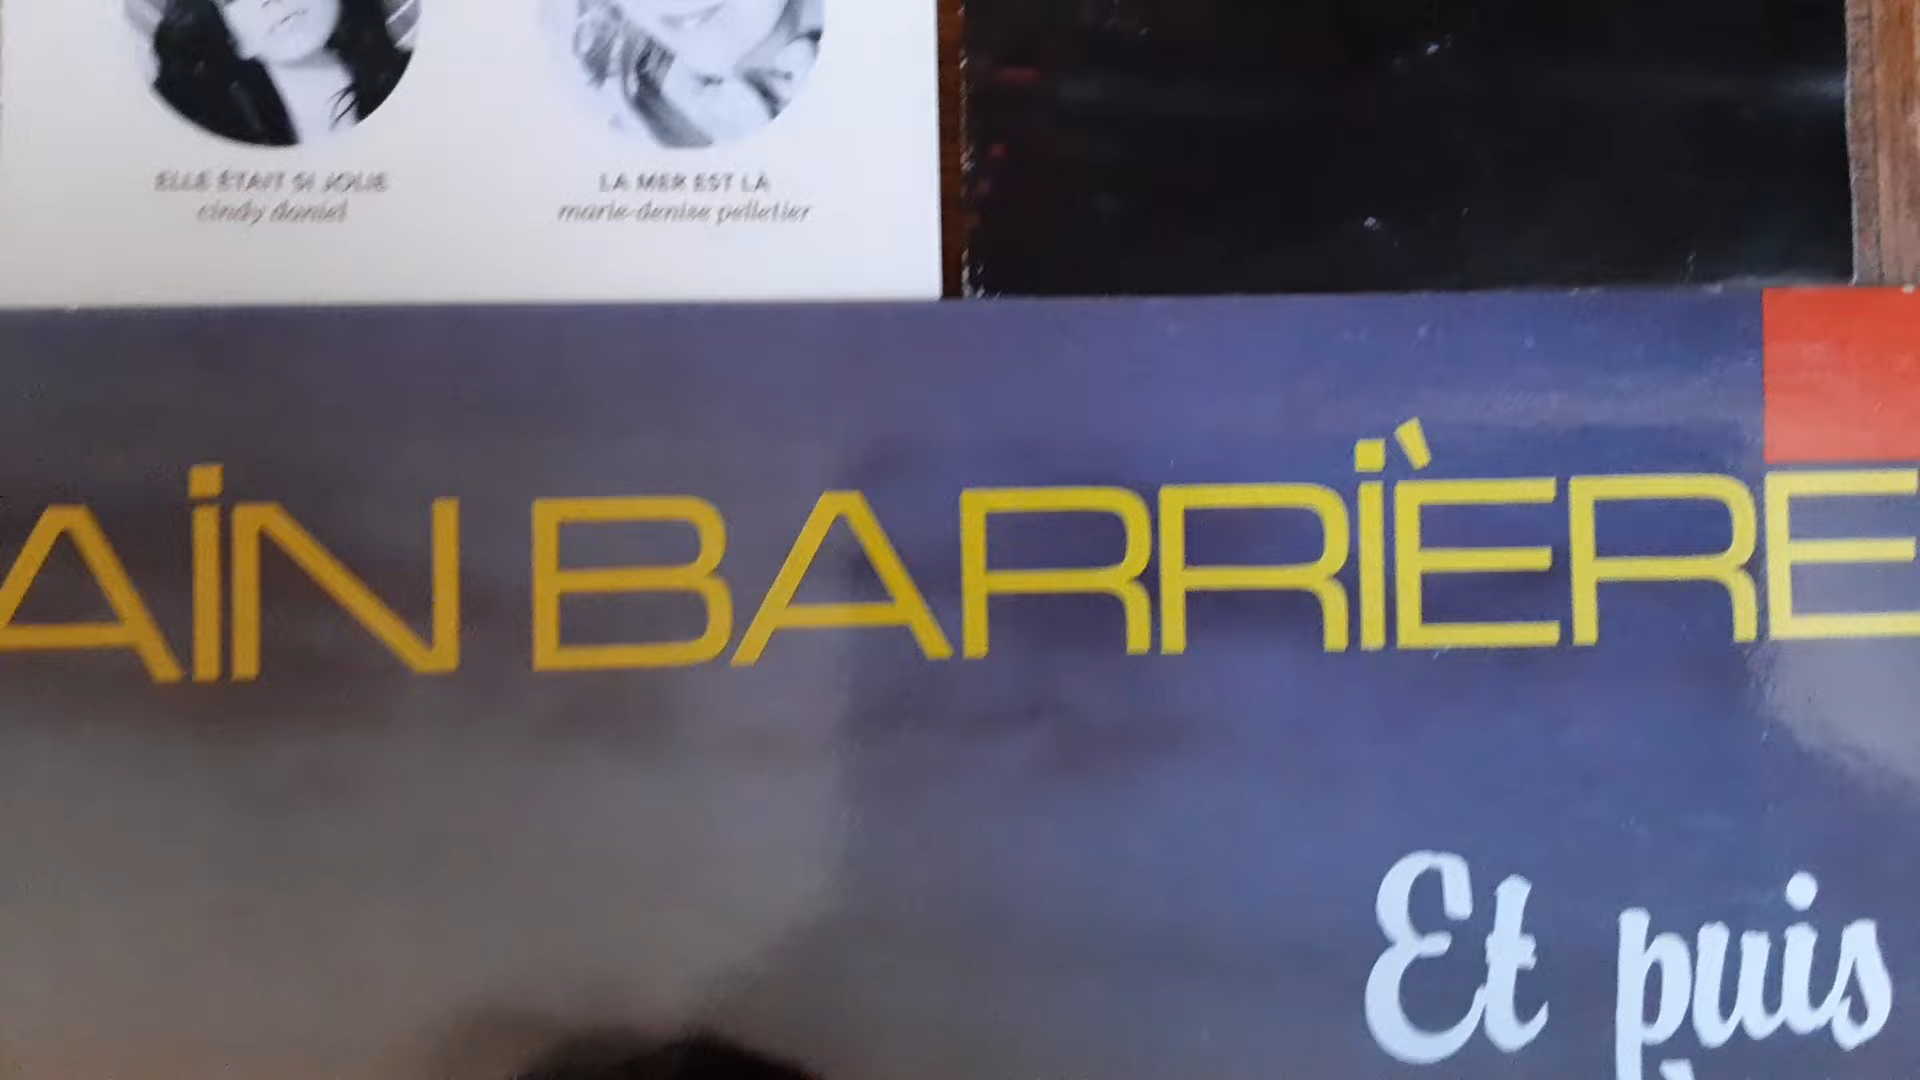 ELLE ÉTAIT SI JOLIE
cindy daniel
LA MER EST LÀ
marie-denise pelletier
AIN BARRIÈRE
Et puis